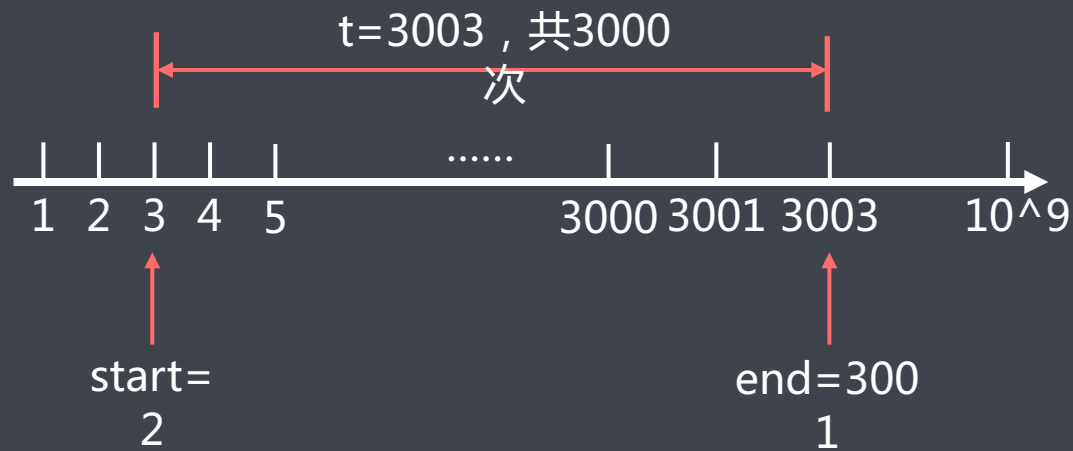 t=3003，共3000
次
......
1 2 3 4 5 3000 3001 3003 10^9
start=
2
end=300
1